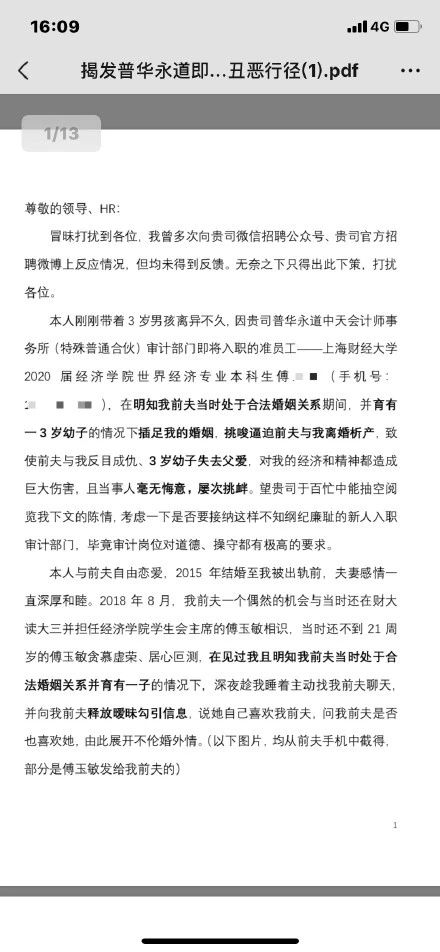 16:09
4G
揭发普华永道即...丑恶行径(1).pdf
1/13
尊敬的领导、HR：
冒昧打扰到各位，我曾多次向贵司微信招聘公众号、贵司官方招
聘微博上反应情况，但均未得到反馈。无奈之下只得出此下策，打扰
各位。
本人刚刚带着 3 岁男孩离异不久，因贵司普华永道中天会计师事
务所（特殊普通合伙）审计部门即将入职的准员工——上海财经大学
2020 届经济学院世界经济专业本科生傅（手机号：
），在明知我前夫当时处于合法婚姻关系期间，并育有
一 3 岁幼子的情况下插足我的婚姻，挑唆逼迫前夫与我离婚析产，致
使前夫与我反目成仇、3 岁幼子失去父爱，对我的经济和精神都造成
巨大伤害，且当事人毫无悔意，屡次挑衅。望贵司于百忙中能抽空阅
览我下文的陈情，考虑一下是否要接纳这样不知纲纪廉耻的新人入职
审计部门，毕竟审计岗位对道德、操守都有极高的要求。
本人与前夫自由恋爱，2015 年结婚至我被出轨前，夫妻感情一
直深厚和睦。2018 年 8 月，我前夫一个偶然的机会与当时还在财大
读大三并担任经济学院学生会主席的傅玉敏相识，当时还不到 21 周
岁的傅玉敏贪慕虚荣、居心叵测，在见过我且明知我前夫当时处于合
法婚姻关系并育有一子的情况下，深夜趁我睡着主动找我前夫聊天，
并向我前夫释放暧昧勾引信息，说她自己喜欢我前夫，问我前夫是否
也喜欢她，由此展开不伦婚外情。（以下图片，均从前夫手机中截得，
部分是傅玉敏发给我前夫的）
1